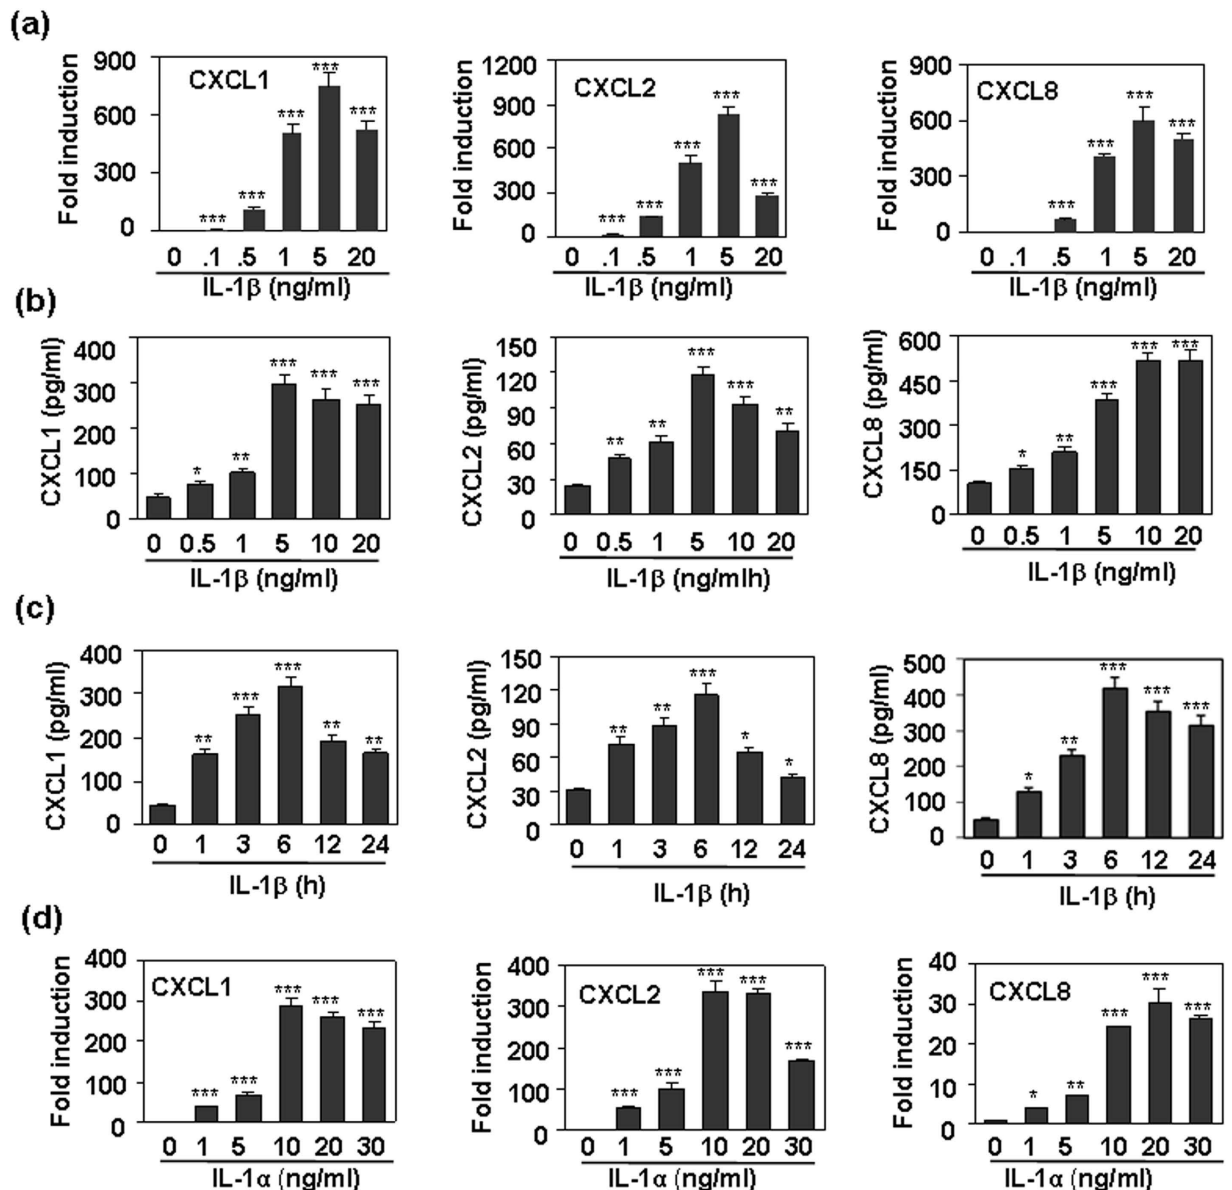 (a)
900
600
300
0
Fold induction
CXCL1
***
***
***
***
***
0 .1 .5 1 5 20
IL-1β (ng/ml)
1200
900
600
300
0
Fold induction
CXCL2
***
***
***
***
***
0 .1 .5 1 5 20
IL-1β (ng/ml)
900
600
300
0
Fold induction
CXCL8
***
***
***
***
0 .1 .5 1 5 20
IL-1β (ng/ml)
(b)
400
300
200
100
0
CXCL1 (pg/ml)
*
**
***
***
***
0 0.5 1 5 10 20
IL-1β (ng/ml)
150
120
90
60
30
0
CXCL2 (pg/ml)
**
**
***
***
**
0 0.5 1 5 10 20
IL-1β (ng/mlh)
600
450
300
150
0
CXCL8 (pg/ml)
*
**
***
***
***
0 0.5 1 5 10 20
IL-1β (ng/ml)
(c)
400
300
200
100
0
CXCL1 (pg/ml)
**
***
***
**
**
0 1 3 6 12 24
IL-1β (h)
150
120
90
60
30
0
CXCL2 (pg/ml)
**
**
***
*
*
0 1 3 6 12 24
IL-1β (h)
500
400
300
200
100
0
CXCL8 (pg/ml)
*
**
***
***
***
0 1 3 6 12 24
IL-1β (h)
(d)
400
300
200
100
0
Fold induction
CXCL1
***
***
***
***
***
0 1 5 10 20 30
IL-1α (ng/ml)
400
300
200
100
0
Fold induction
CXCL2
***
***
***
***
***
0 1 5 10 20 30
IL-1α (ng/ml)
40
30
20
10
0
Fold induction
CXCL8
*
**
***
***
***
0 1 5 10 20 30
IL-1α (ng/ml)